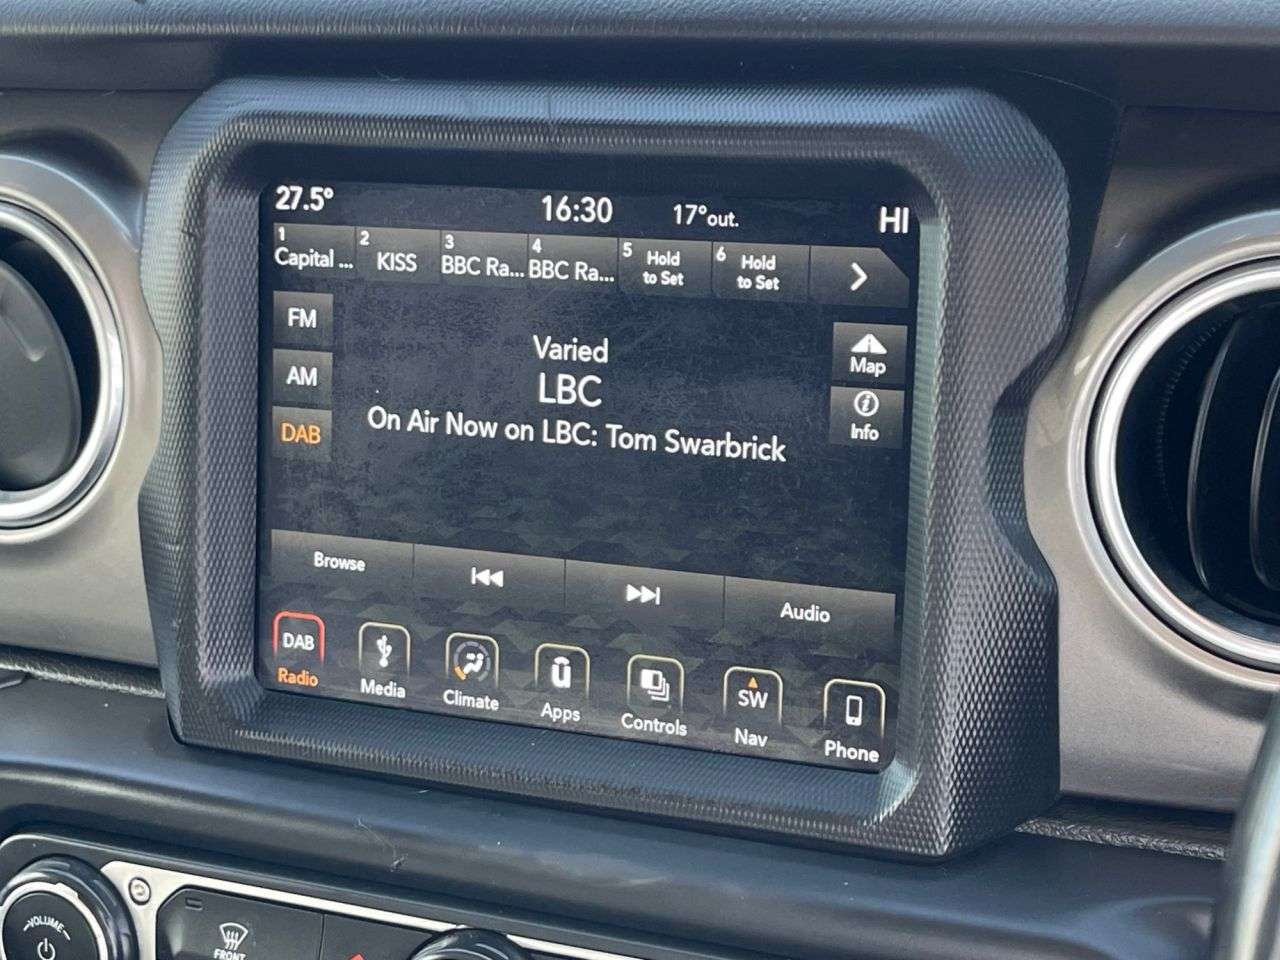 27.5° 16:30 17°out. HI
1 Capital ... 2 KISS 3 BBC Ra... 4 BBC Ra... 5 Hold to Set 6 Hold to Set
FM
AM
DAB
Varied
LBC
On Air Now on LBC: Tom Swarbrick
Map
Info
Browse Audio
DAB SW
Radio Media Climate Apps Controls Nav Phone
VOLUME
FRONT